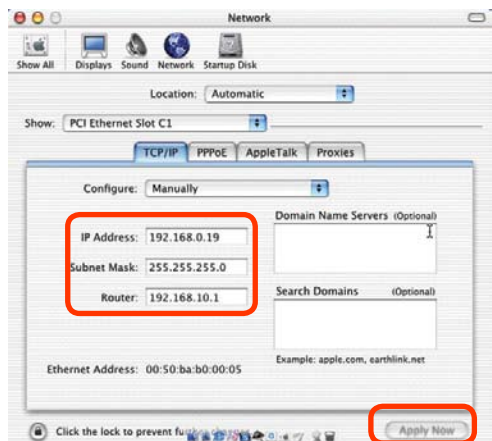 Network
Show All Displays Sound Network Startup Disk
Location: Automatic
Show: PCI Ethernet Slot C1
TCP/IP PPPoE AppleTalk Proxies
Configure: Manually
Domain Name Servers (Optional)
IP Address: 192.168.0.19
Subnet Mask: 255.255.255.0
Search Domains (Optional)
Router: 192.168.10.1
Example: apple.com, earthlink.net
Ethernet Address: 00:50:ba:b0:00:05
Click the lock to prevent
Apply Now